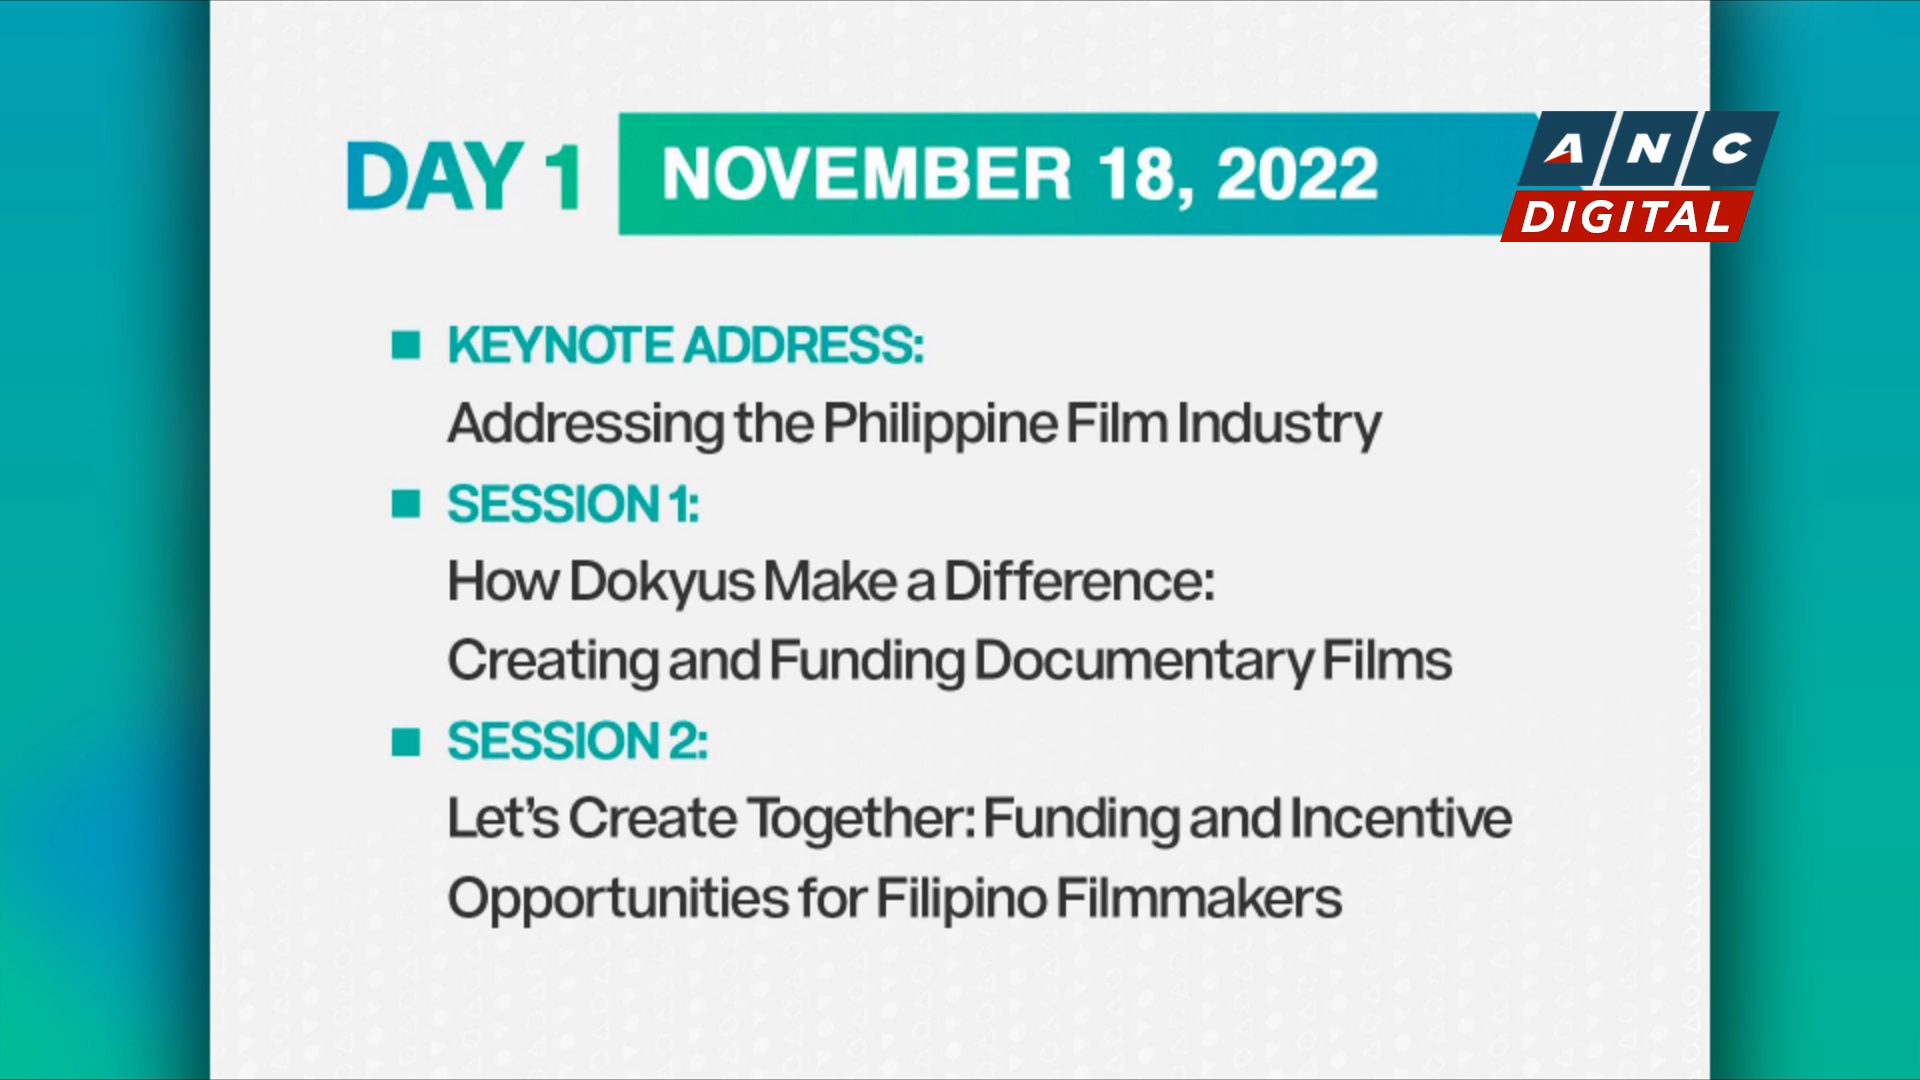 DAY 1
NOVEMBER 18, 2022
ANC
DIGITAL
KEYNOTE ADDRESS:
Addressing the Philippine Film Industry
SESSION 1:
How Dokyus Make a Difference:
Creating and Funding Documentary Films
SESSION 2:
Let's Create Together: Funding and Incentive
Opportunities for Filipino Filmmakers